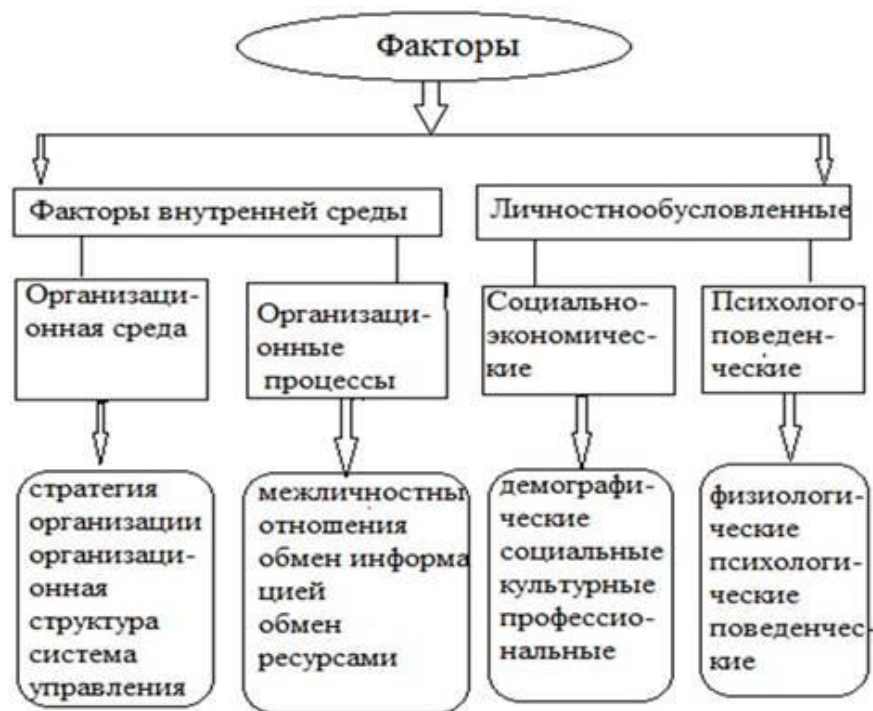 Факторы
Факторы внутренней среды
Личностнообусловленные
Организаци-
онная среда
Организаци-
онные
процессы
Социально-
экономичес-
кие
Психолого-
поведен-
ческие
стратегия
организации
организаци-
онная
структура
система
управления
межличностны
отношения
обмен информа
цией
обмен
ресурсами
демографи-
ческие
социальные
культурные
профессио-
нальные
физиологи-
ческие
психологи-
ческие
поведенчес-
кие